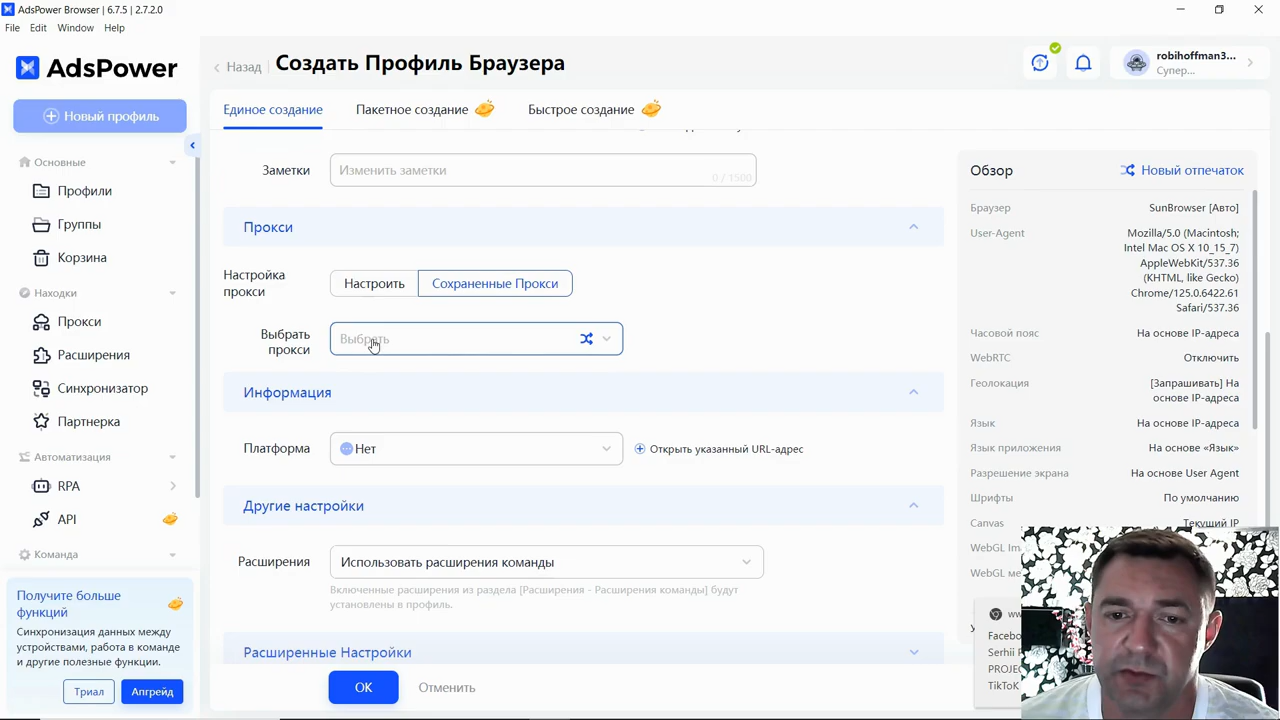 AdsPower Browser | 6.7.5 | 2.7.2.0
File Edit Window Help
AdsPower
Новый профиль
Основные
Профили
Группы
Корзина
Находки
Прокси
Расширения
Синхронизатор
Партнерка
Автоматизация
RPA
API
Команда
Получите больше
функций
Синхронизация данных между
устройствами, работа в команде
и другие полезные функции.
Триал
Апгрейд
Назад
Создать Профиль Браузера
robihoffman3...
Супер...
Единое создание
Пакетное создание
Быстрое создание
Заметки
Изменить заметки
0 / 1500
Прокси
Настройка
прокси
Настроить
Сохраненные Прокси
Выбрать
прокси
Выбрать
Информация
Платформа
Нет
Открыть указанный URL-адрес
Другие настройки
Расширения
Использовать расширения команды
Включенные расширения из раздела [Расширения - Расширения команды] будут
установлены в профиль.
Расширенные Настройки
OK
Отменить
Обзор
Новый отпечаток
Браузер
SunBrowser [Авто]
User-Agent
Mozilla/5.0 (Macintosh;
Intel Mac OS X 10_15_7)
AppleWebKit/537.36
(KHTML, like Gecko)
Chrome/125.0.6422.61
Safari/537.36
Часовой пояс
На основе IP-адреса
WebRTC
Отключить
Геолокация
[Запрашивать] На
основе IP-адреса
Язык
На основе IP-адреса
Язык приложения
На основе «Язык»
Разрешение экрана
На основе User Agent
Шрифты
По умолчанию
Canvas
Текущий IP
WebGL
WebGL
Facebo
Serhii P
PROJE
TikTok